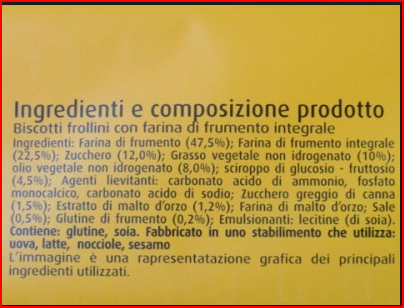 Ingredienti e composizione prodotto
Biscotti frollini con farina di frumento integrale
Ingredienti: Farina di frumento (47,5%); Farina di frumento integrale
(22,5%); Zucchero (12,0%); Grasso vegetale non idrogenato (10%);
olio vegetale non idrogenato (8,0%); sciroppo di glucosio - fruttosio
(4,5%); Agenti lievitanti: carbonato acido di ammonio, fosfato
monocalcico, carbonato acido di sodio; Zucchero greggio di canna
(1,5%); Estratto di malto d'orzo (1,2%); Farina di malto d'orzo; Sale
(0,5%); Glutine di frumento (0,2%); Emulsionanti: lecitine (di soia).
Contiene: glutine, soia. Fabbricato in uno stabilimento che utilizza:
uova, latte, nocciole, sesamo
L'immagine è una rapresentazione grafica dei principali
ingredienti utilizzati.